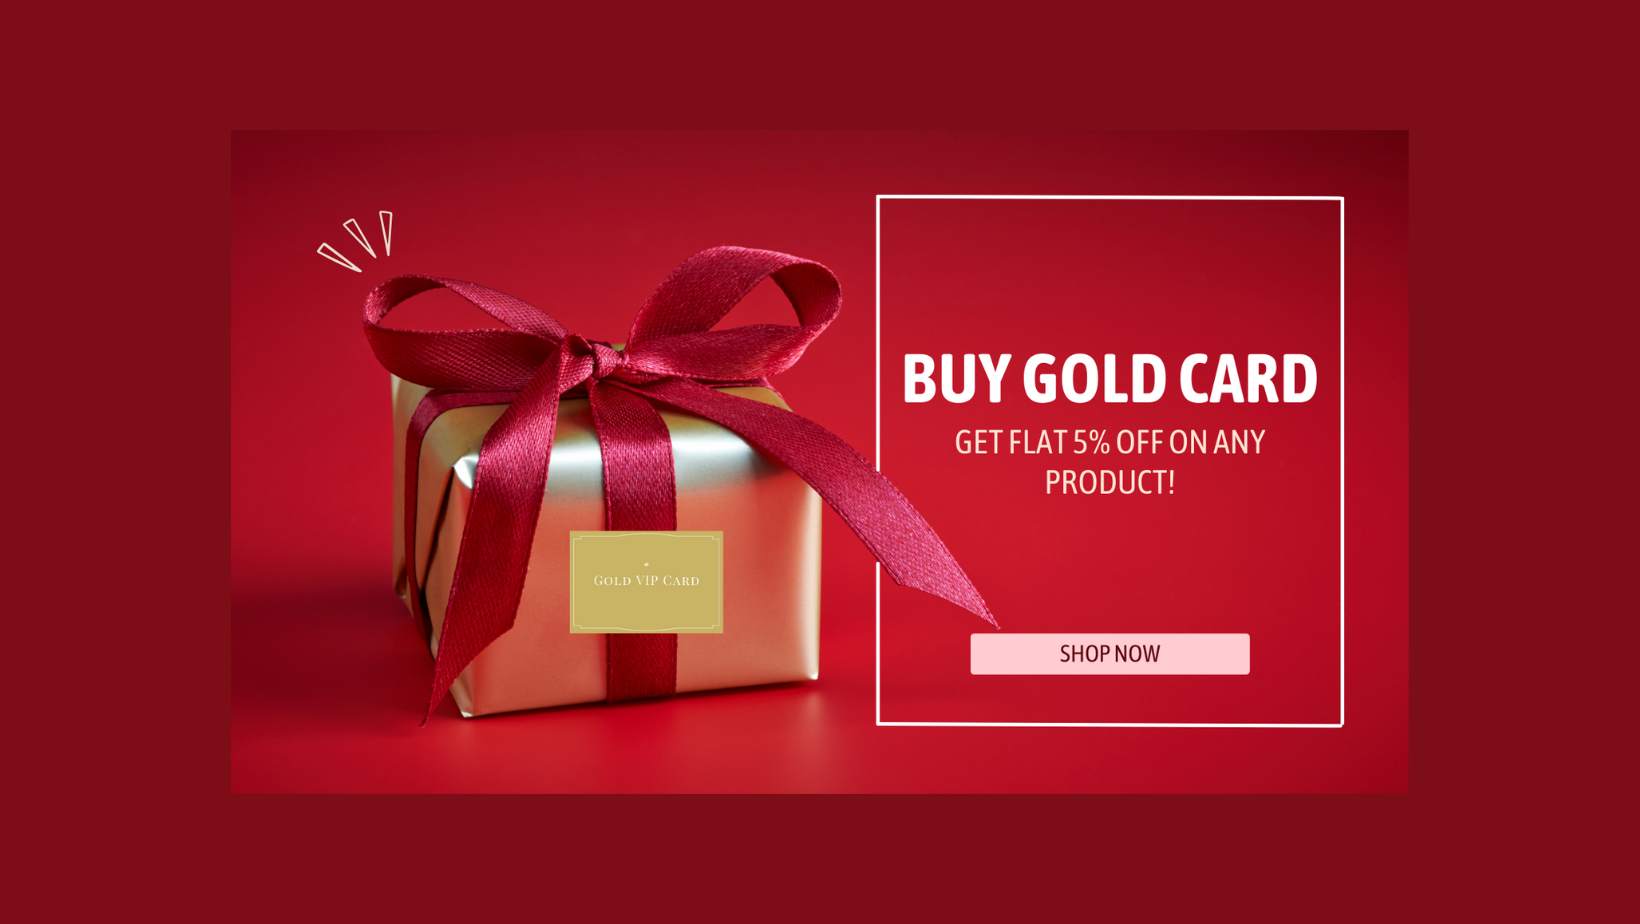 BUY GOLD CARD
GET FLAT 5% OFF ON ANY
PRODUCT!
Gold VIP Card
SHOP NOW